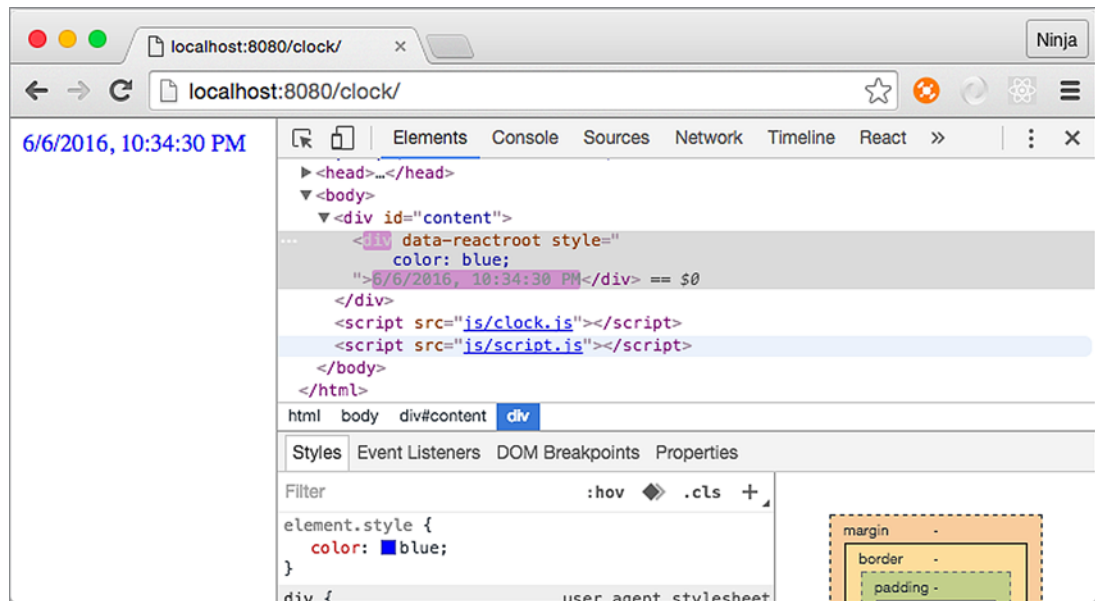 localhost:8080/clock/ ×
Ninja
localhost:8080/clock/
6/6/2016, 10:34:30 PM
Elements Console Sources Network Timeline React » ⋮ ×
▶<head>…</head>
▼<body>
▼<div id="content">
… <div data-reactroot style="
color: blue;
">6/6/2016, 10:34:30 PM</div> == $0
</div>
<script src="js/clock.js"></script>
<script src="js/script.js"></script>
</body>
</html>
html body div#content div
Styles Event Listeners DOM Breakpoints Properties
Filter :hov .cls +
element.style {
color: blue;
}
div { user agent stylesheet
margin -
border -
padding -